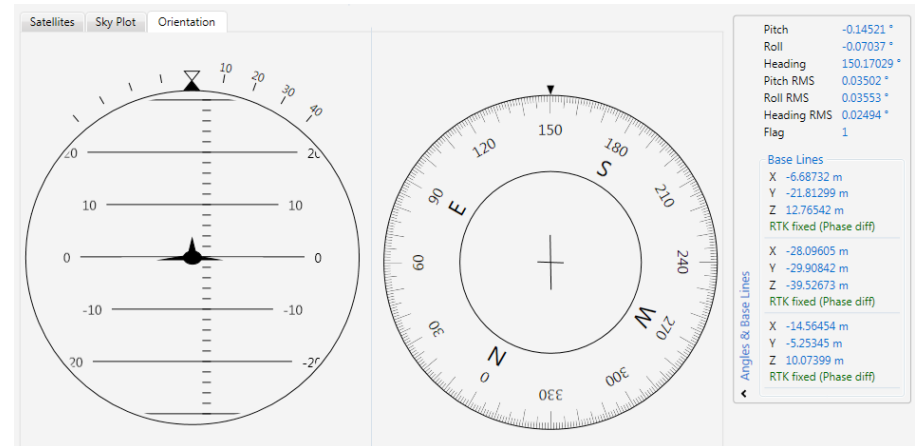 Satellites Sky Plot Orientation
10 20 30 40
20 20
10 10
0 0
-10 -10
20 -20
150
120 180
S
90 E 210
60 240
30 W 270
N
0 300
330
Pitch -0.14521 °
Roll -0.07037 °
Heading 150.17029 °
Pitch RMS 0.03502 °
Roll RMS 0.03553 °
Heading RMS 0.02494 °
Flag 1
Base Lines
X -6.68732 m
Y -21.81299 m
Z 12.76542 m
RTK fixed (Phase diff)
X -28.09605 m
Y -29.90842 m
Z -39.52673 m
RTK fixed (Phase diff)
X -14.56454 m
Y -5.25345 m
Z 10.07399 m
RTK fixed (Phase diff)
Angles & Base Lines